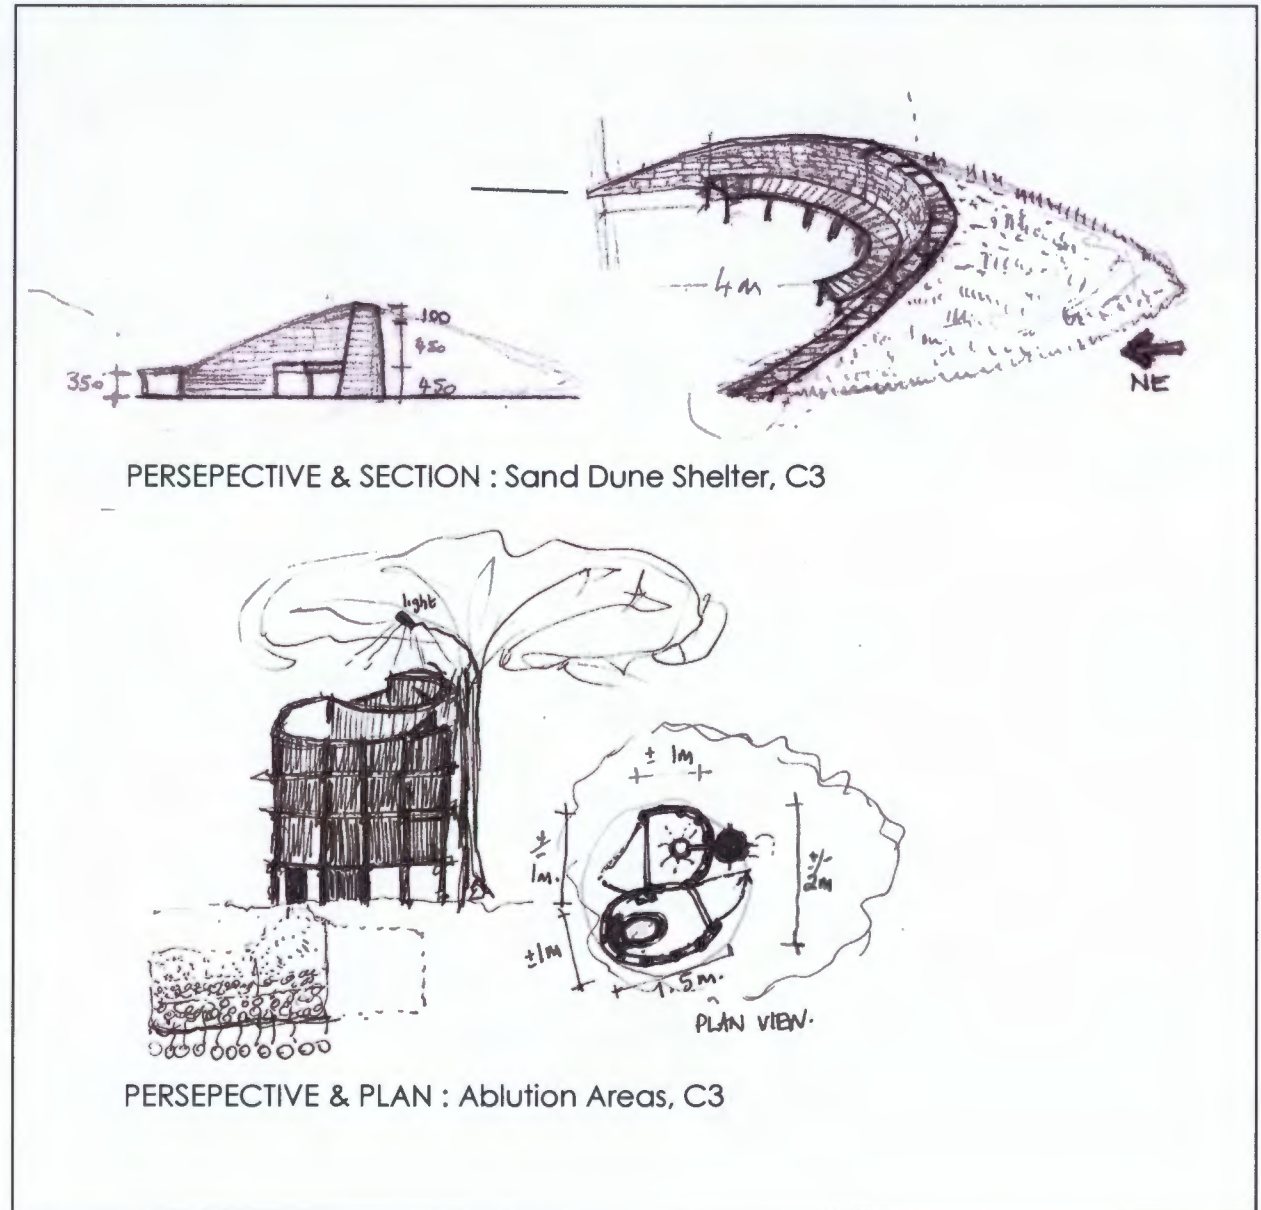 4m
100
450
350
450
NE
PERSEPECTIVE & SECTION : Sand Dune Shelter, C3
light
± 1m
± 1m.
+/- 2m
±1m
1.5m.
PLAN VIEW.
PERSEPECTIVE & PLAN : Ablution Areas, C3